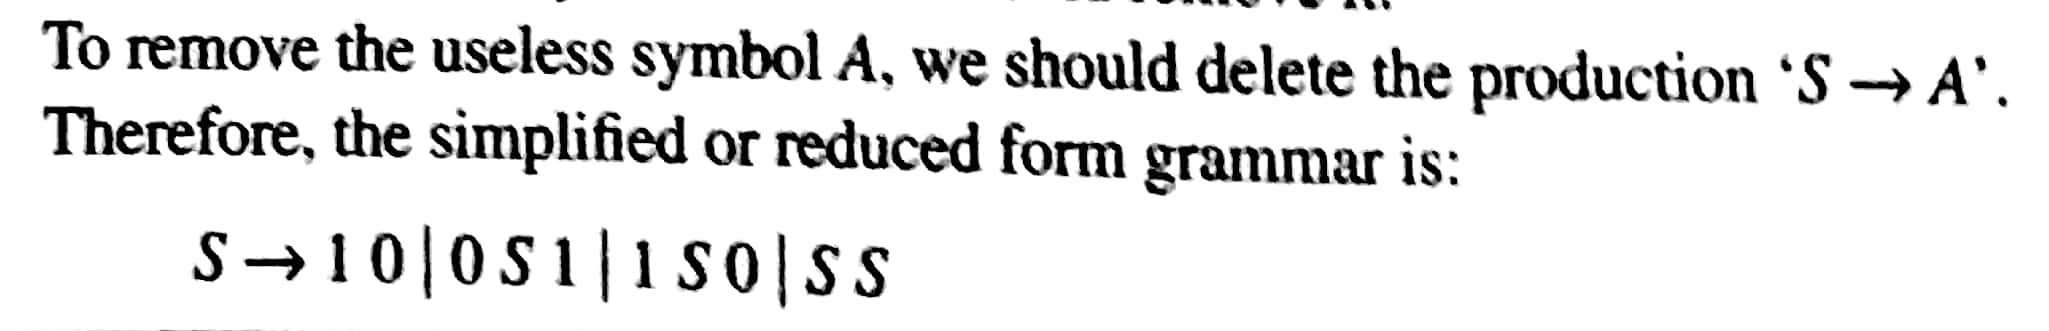 To remove the useless symbol A, we should delete the production ‘S → A’.
Therefore, the simplified or reduced form grammar is:
S → 1 0 | 0 S 1 | 1 S 0 | S S